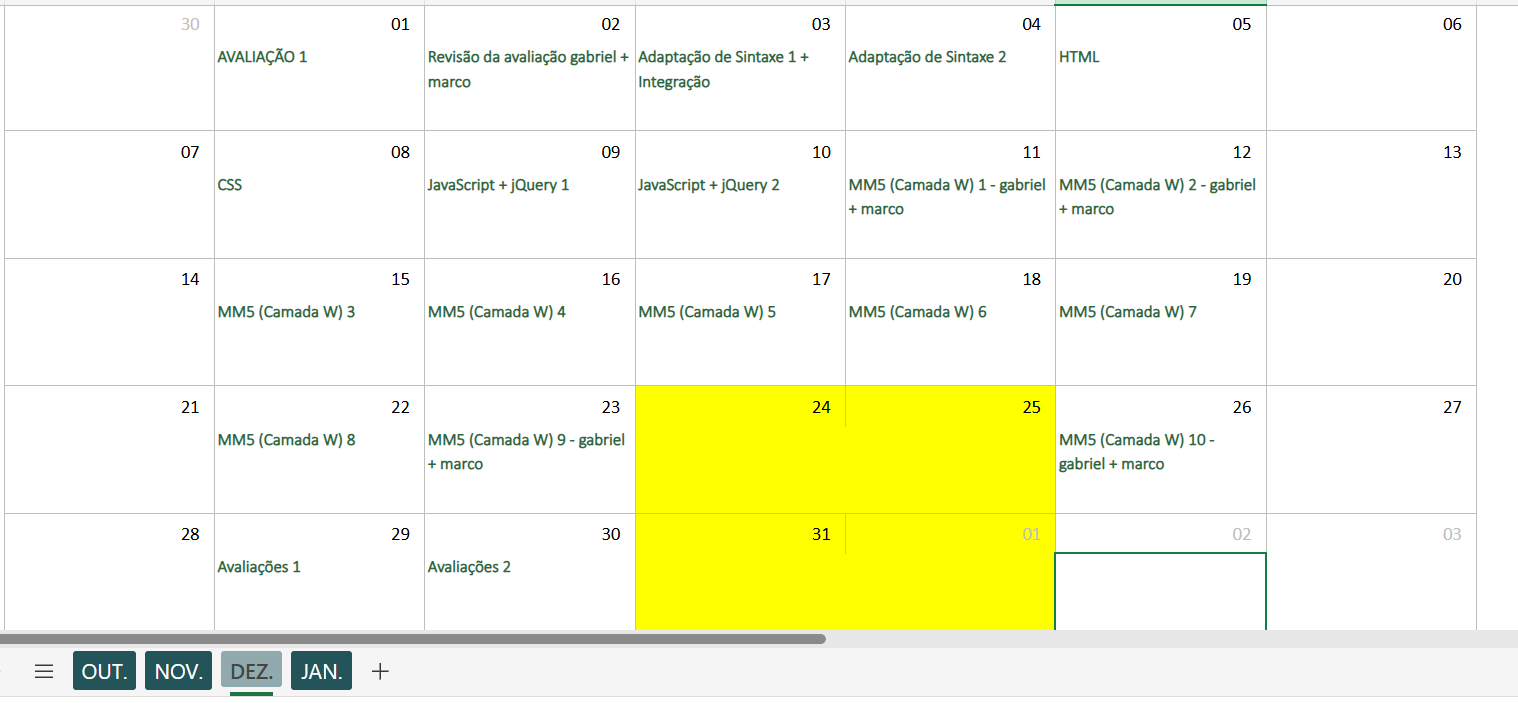 30 01 02 03 04 05 06
AVALIAÇÃO 1
Revisão da avaliação gabriel +
marco
Adaptação de Sintaxe 1 +
Integração
Adaptação de Sintaxe 2
HTML
07 08 09 10 11 12 13
CSS
JavaScript + jQuery 1
JavaScript + jQuery 2
MM5 (Camada W) 1 - gabriel
+ marco
MM5 (Camada W) 2 - gabriel
+ marco
14 15 16 17 18 19 20
MM5 (Camada W) 3
MM5 (Camada W) 4
MM5 (Camada W) 5
MM5 (Camada W) 6
MM5 (Camada W) 7
21 22 23 24 25 26 27
MM5 (Camada W) 8
MM5 (Camada W) 9 - gabriel
+ marco
MM5 (Camada W) 10 -
gabriel + marco
28 29 30 31 01 02 03
Avaliações 1
Avaliações 2
OUT. NOV. DEZ. JAN. +